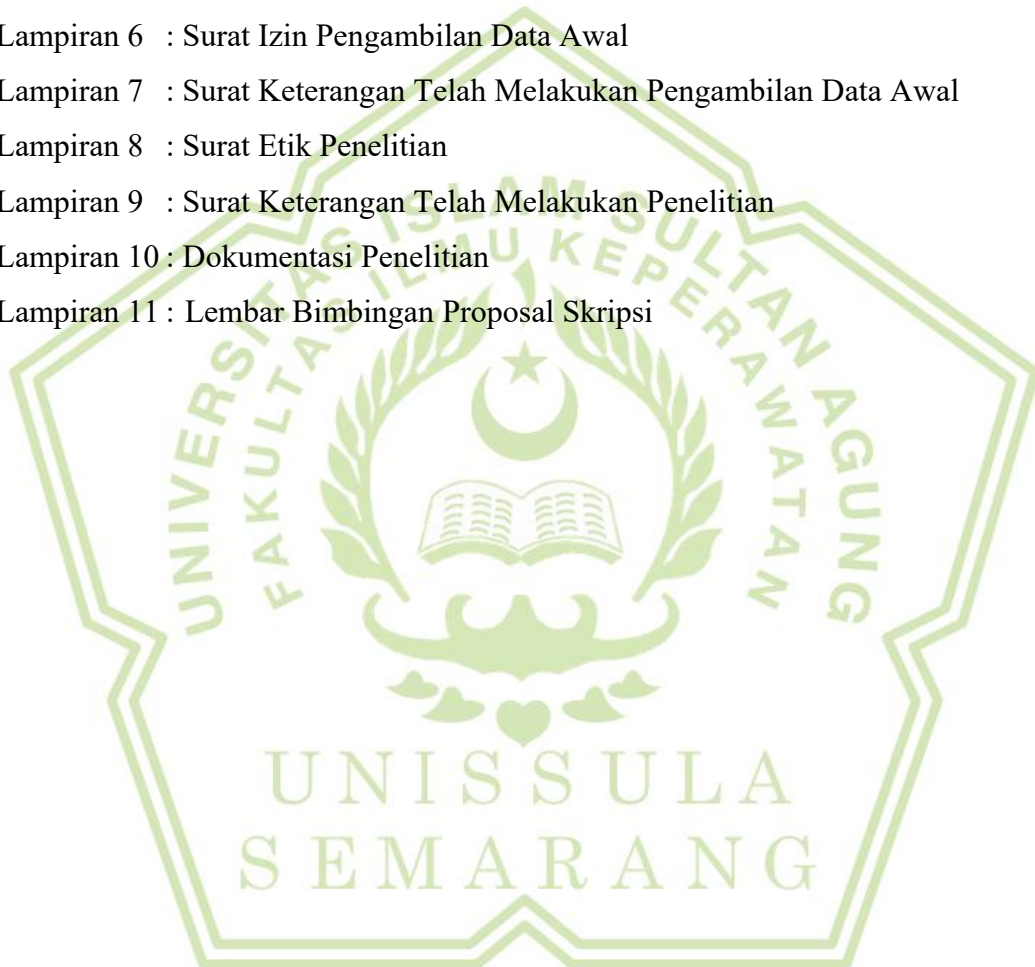 Lampiran 6 : Surat Izin Pengambilan Data Awal
Lampiran 7 : Surat Keterangan Telah Melakukan Pengambilan Data Awal
Lampiran 8 : Surat Etik Penelitian
Lampiran 9 : Surat Keterangan Telah Melakukan Penelitian
Lampiran 10 : Dokumentasi Penelitian
Lampiran 11 : Lembar Bimbingan Proposal Skripsi
UNIVERSITAS ISLAM SULTAN AGUNG
FAKULTAS ILMU KEPERAWATAN
UNISSULA
SEMARANG